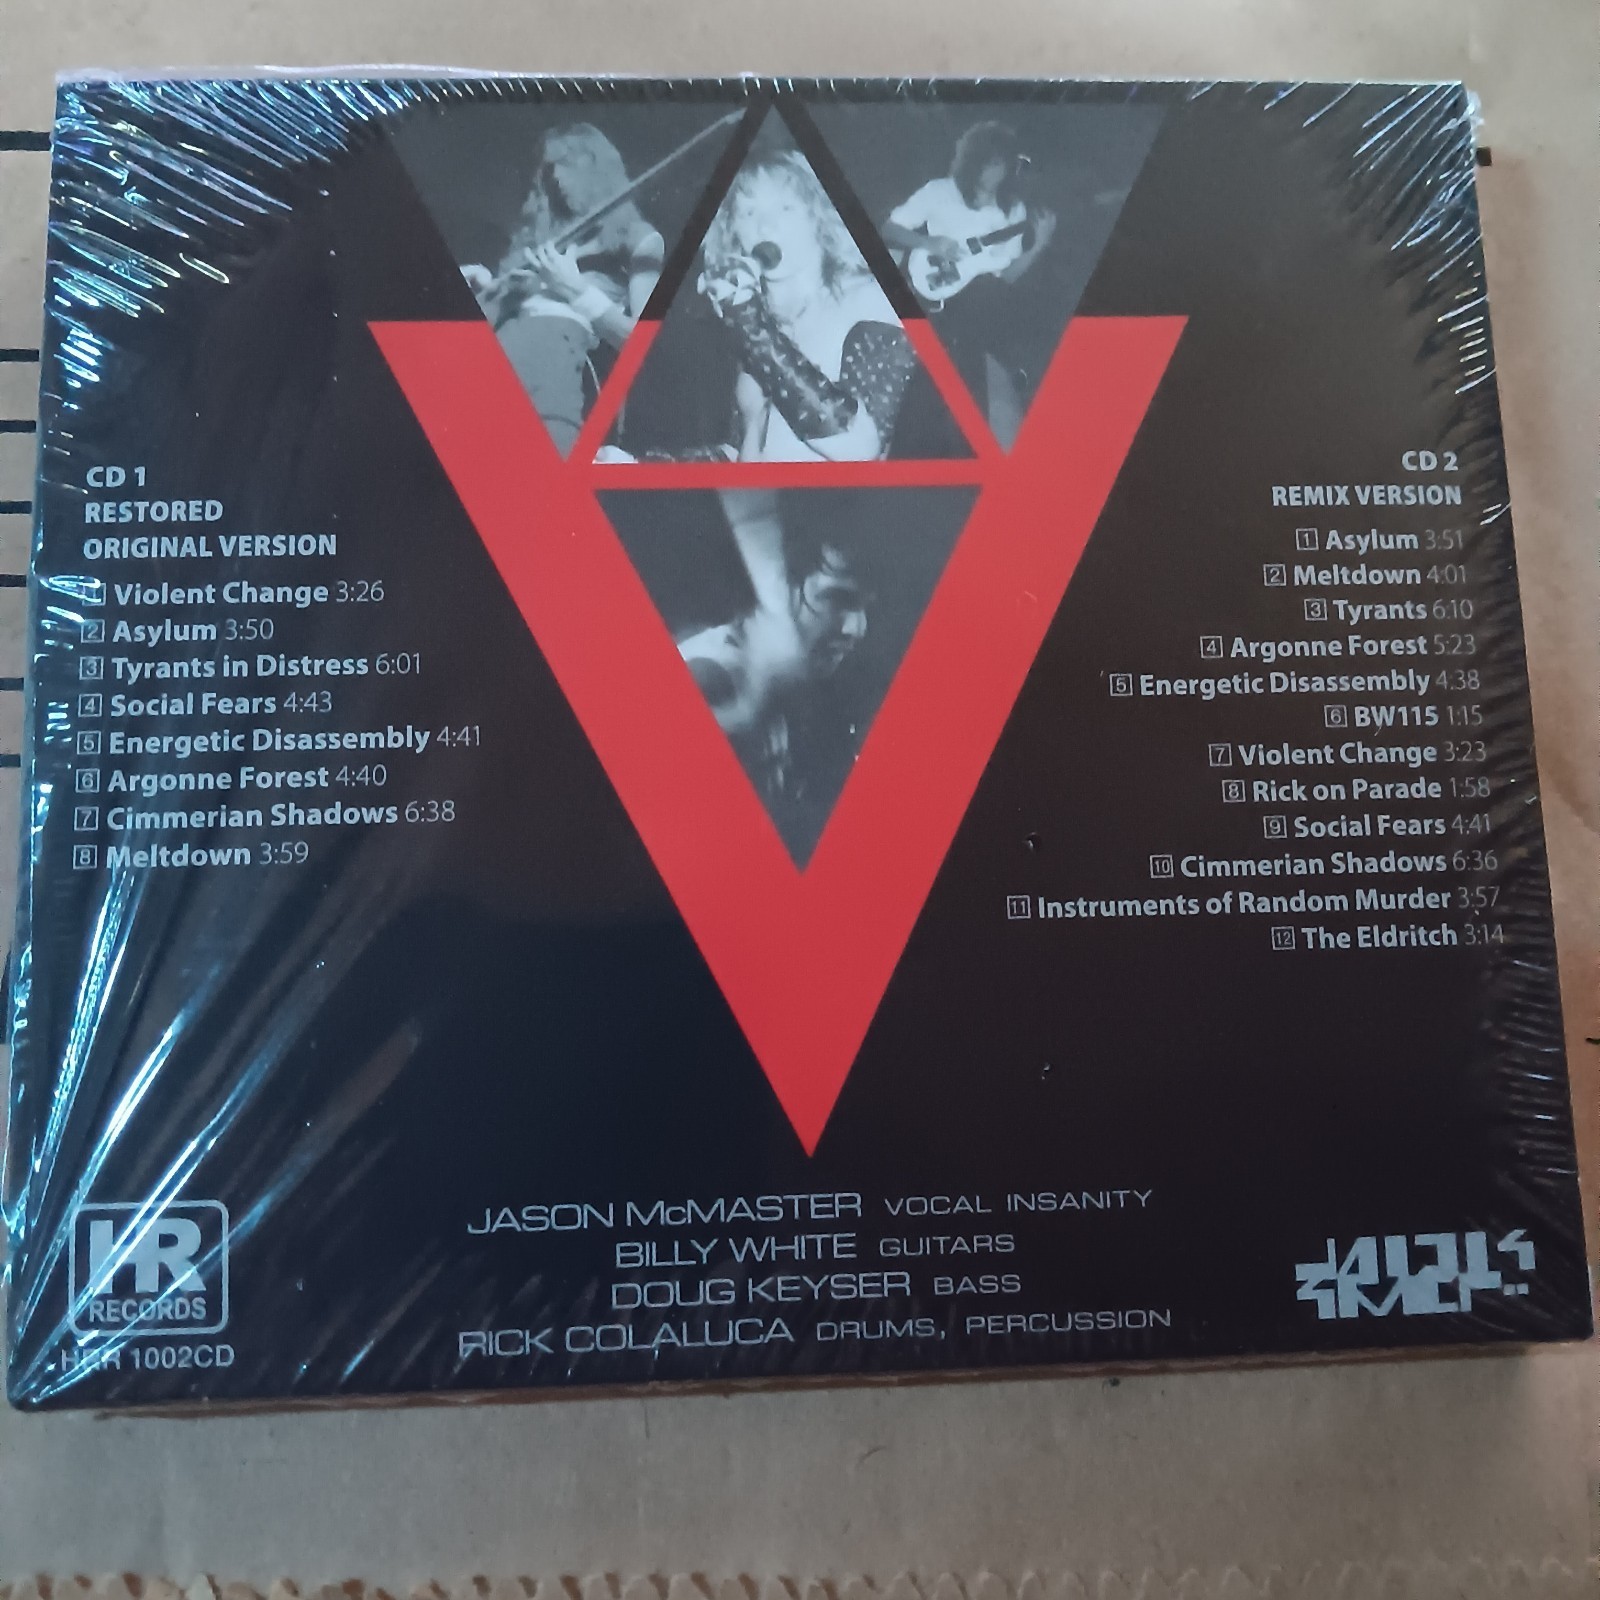 CD 1
RESTORED
ORIGINAL VERSION
1 Violent Change 3:26
2 Asylum 3:50
3 Tyrants in Distress 6:01
4 Social Fears 4:43
5 Energetic Disassembly 4:41
6 Argonne Forest 4:40
7 Cimmerian Shadows 6:38
8 Meltdown 3:59
CD 2
REMIX VERSION
1 Asylum 3:51
2 Meltdown 4:01
3 Tyrants 6:10
4 Argonne Forest 5:23
5 Energetic Disassembly 4:38
6 BW115 1:15
7 Violent Change 3:23
8 Rick on Parade 1:58
9 Social Fears 4:41
10 Cimmerian Shadows 6:36
11 Instruments of Random Murder 3:57
12 The Eldritch 3:14
JASON McMASTER VOCAL INSANITY
BILLY WHITE GUITARS
DOUG KEYSER BASS
RICK COLALUCA DRUMS, PERCUSSION
HR
RECORDS
1002CD